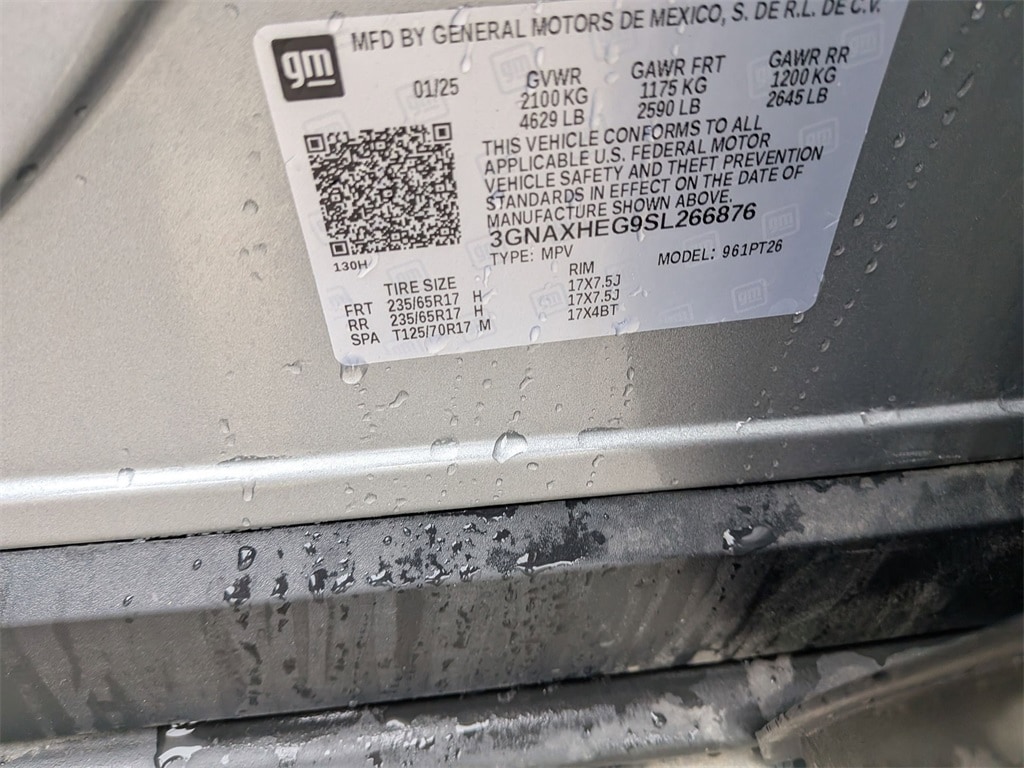 gm
MFD BY GENERAL MOTORS DE MEXICO, S. DE R.L. DE C.V.
01/25
GVWR
2100 KG
4629 LB
GAWR FRT
1175 KG
2590 LB
GAWR RR
1200 KG
2645 LB
THIS VEHICLE CONFORMS TO ALL
APPLICABLE U.S. FEDERAL MOTOR
VEHICLE SAFETY AND THEFT PREVENTION
STANDARDS IN EFFECT ON THE DATE OF
MANUFACTURE SHOWN ABOVE.
3GNAXHEG9SL266876
TYPE: MPV
MODEL: 961PT26
130H
TIRE SIZE
RIM
FRT 235/65R17 H 17X7.5J
RR 235/65R17 H 17X7.5J
SPA T125/70R17 M 17X4BT